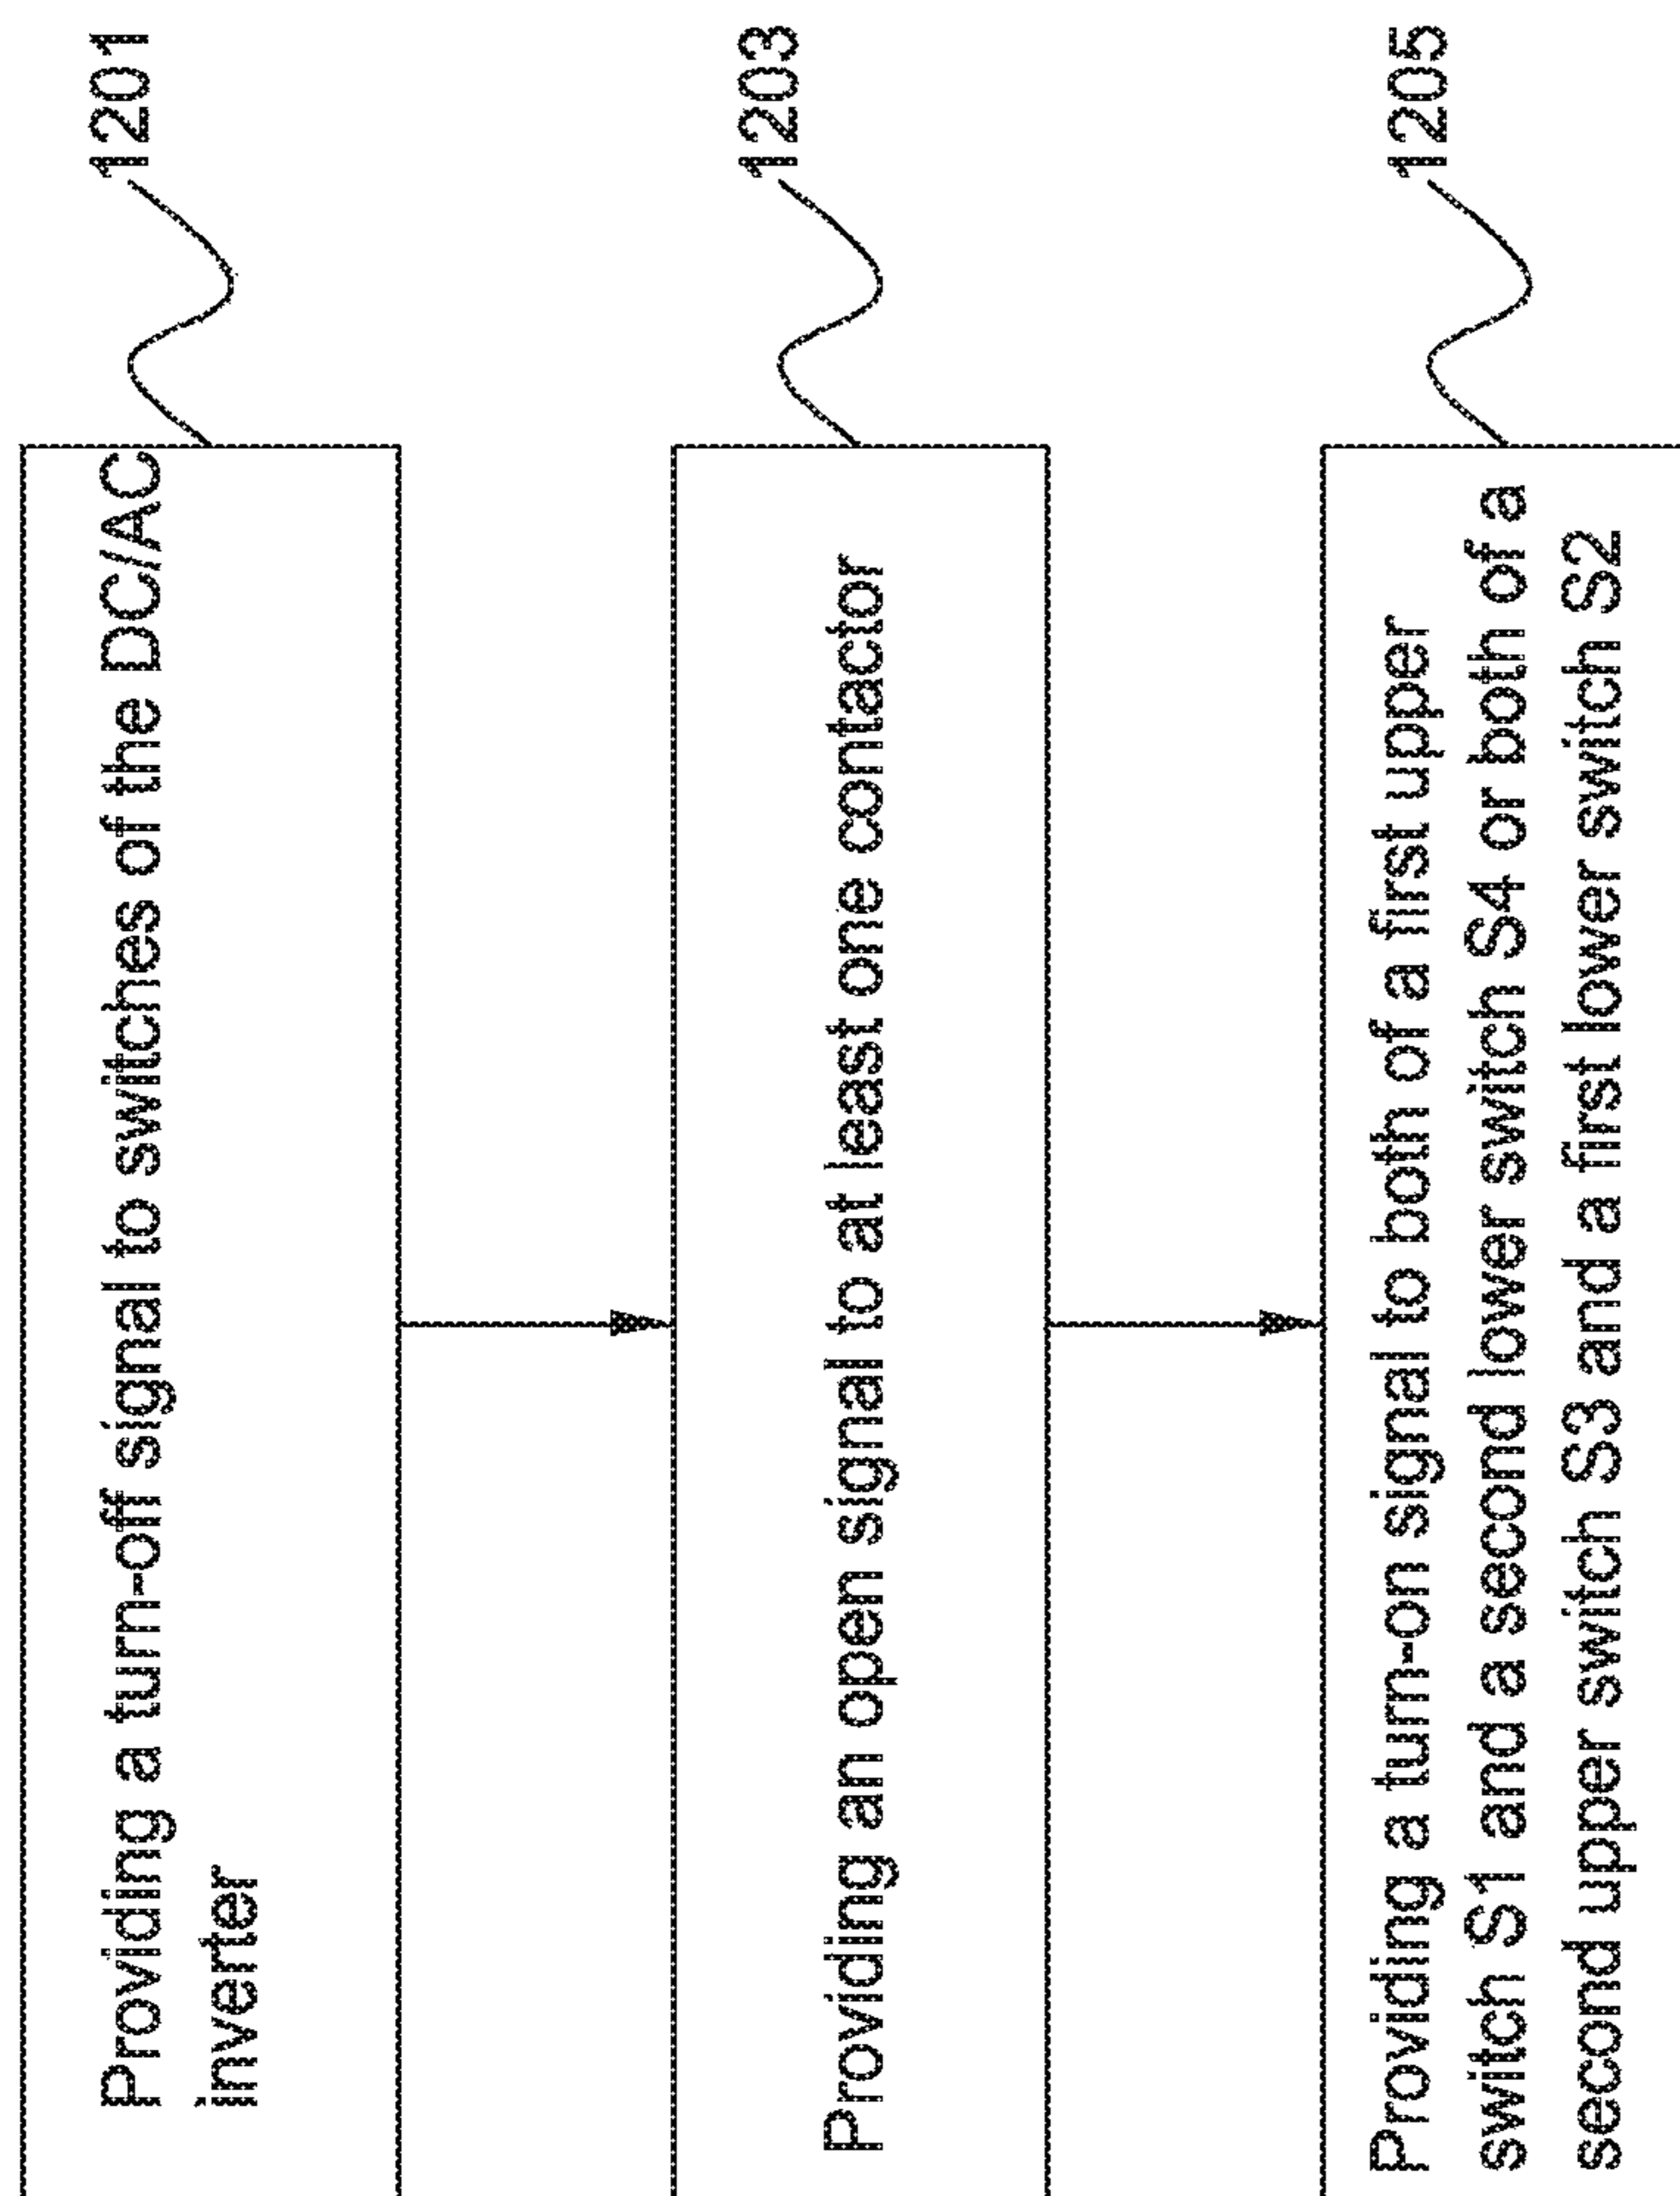 1201
Providing a turn-off signal to switches of the DC/AC
inverter
1203
Providing an open signal to at least one contactor
1205
Providing a turn-on signal to both of a first upper
switch S1 and a second lower switch S4 or both of a
second upper switch S3 and a first lower switch S2